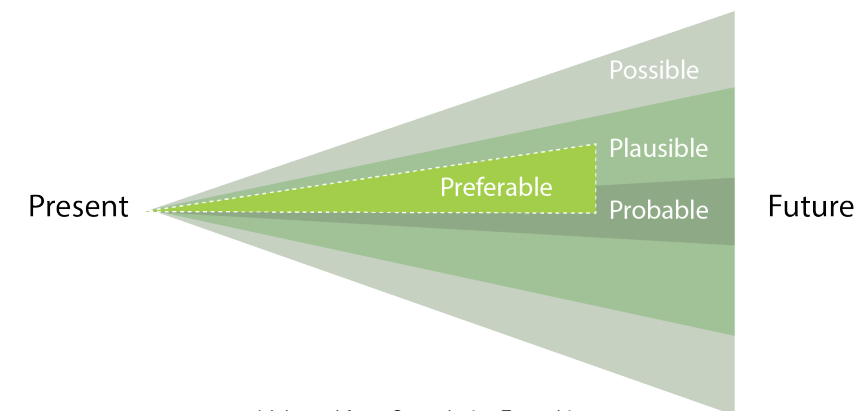 Possible
Plausible
Preferable
Present
Probable
Future